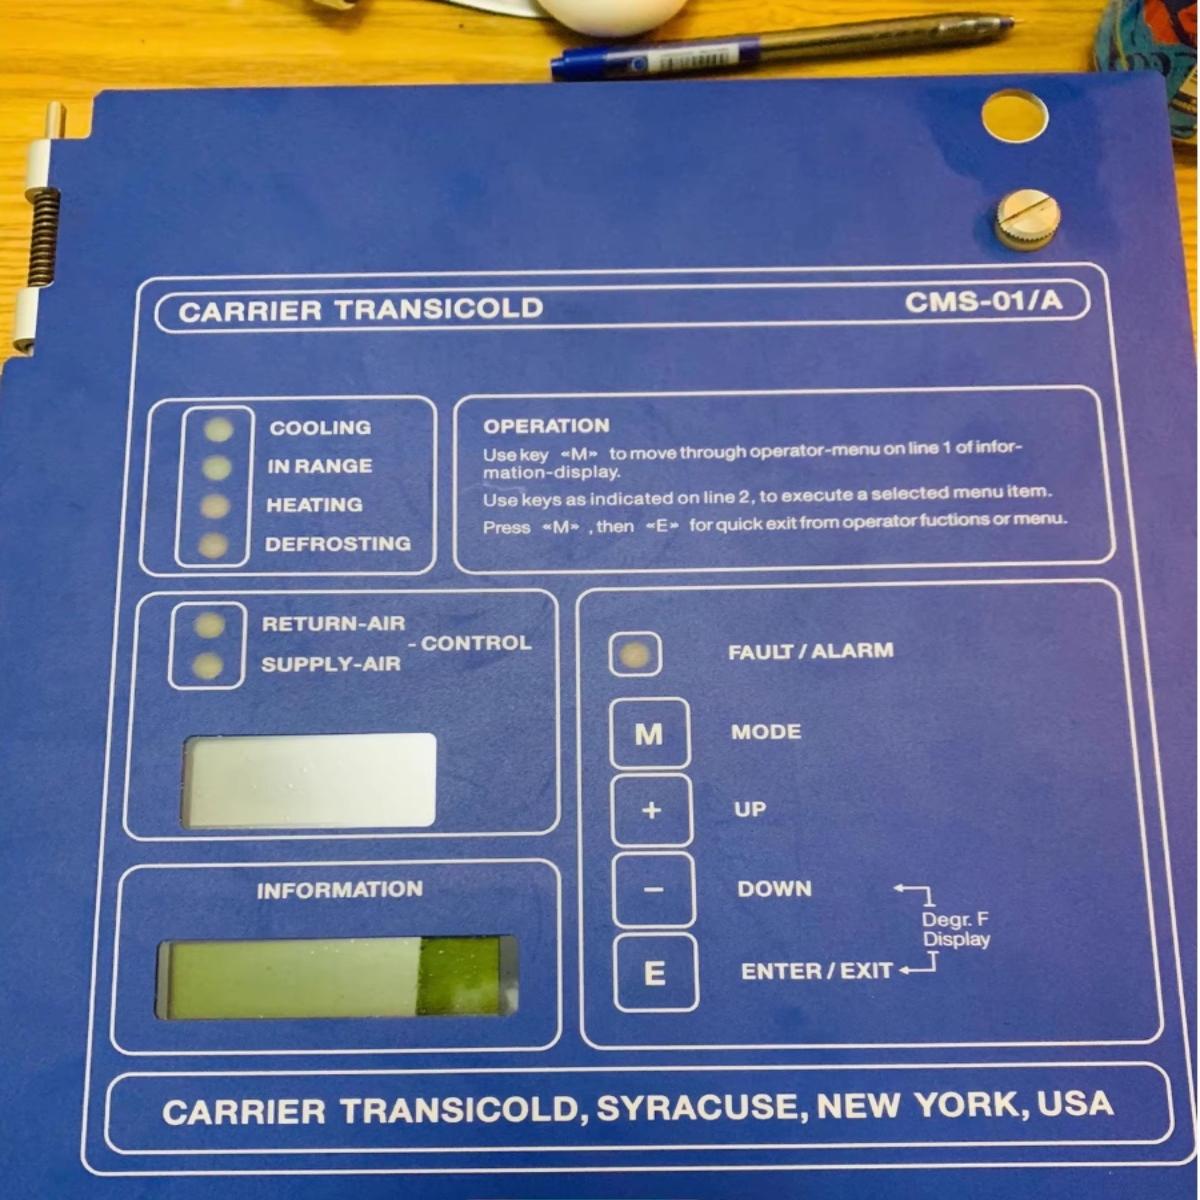 CARRIER TRANSICOLD
CMS-01/A
COOLING
IN RANGE
HEATING
DEFROSTING
OPERATION
Use key «M» to move through operator-menu on line 1 of infor-
mation-display.
Use keys as indicated on line 2, to execute a selected menu item.
Press «M», then «E» for quick exit from operator fuctions or menu.
RETURN-AIR
- CONTROL
SUPPLY-AIR
FAULT / ALARM
M MODE
+ UP
INFORMATION
− DOWN
Degr. F
Display
E ENTER / EXIT
CARRIER TRANSICOLD, SYRACUSE, NEW YORK, USA